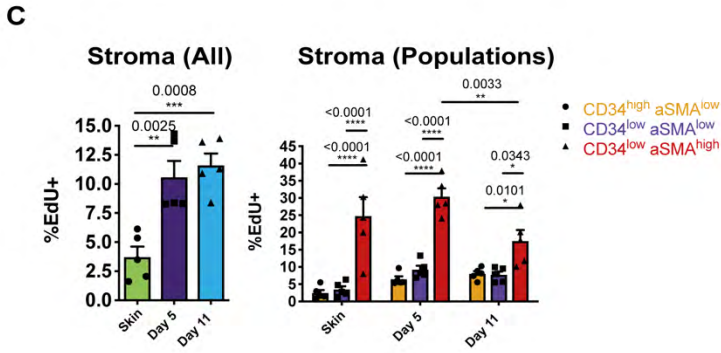 C
Stroma (All)
0.0008
***
0.0025
**
15.0
12.5
10.0
7.5
5.0
2.5
0.0
%EdU+
Skin
Day 5
Day 11
Stroma (Populations)
0.0033
**
<0.0001
****
<0.0001
****
<0.0001
****
<0.0001
****
0.0343
*
0.0101
*
45
40
35
30
25
20
15
10
5
0
%EdU+
Skin
Day 5
Day 11
CD34high aSMAlow
CD34low aSMAlow
CD34low aSMAhigh